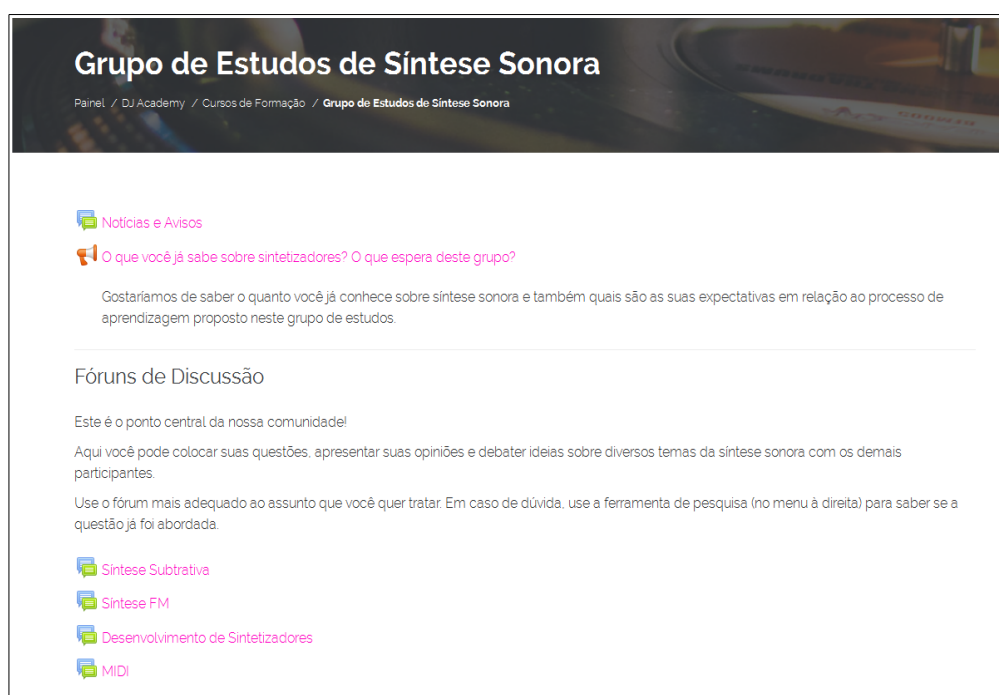 Grupo de Estudos de Síntese Sonora
Painel / DJ Academy / Cursos de Formação / Grupo de Estudos de Síntese Sonora
Notícias e Avisos
O que você já sabe sobre sintetizadores? O que espera deste grupo?
Gostaríamos de saber o quanto você já conhece sobre síntese sonora e também quais são as suas expectativas em relação ao processo de
aprendizagem proposto neste grupo de estudos.
Fóruns de Discussão
Este é o ponto central da nossa comunidade!
Aqui você pode colocar suas questões, apresentar suas opiniões e debater ideias sobre diversos temas da síntese sonora com os demais
participantes.
Use o fórum mais adequado ao assunto que você quer tratar. Em caso de dúvida, use a ferramenta de pesquisa (no menu à direita) para saber se a
questão já foi abordada.
Síntese Subtrativa
Síntese FM
Desenvolvimento de Sintetizadores
MIDI